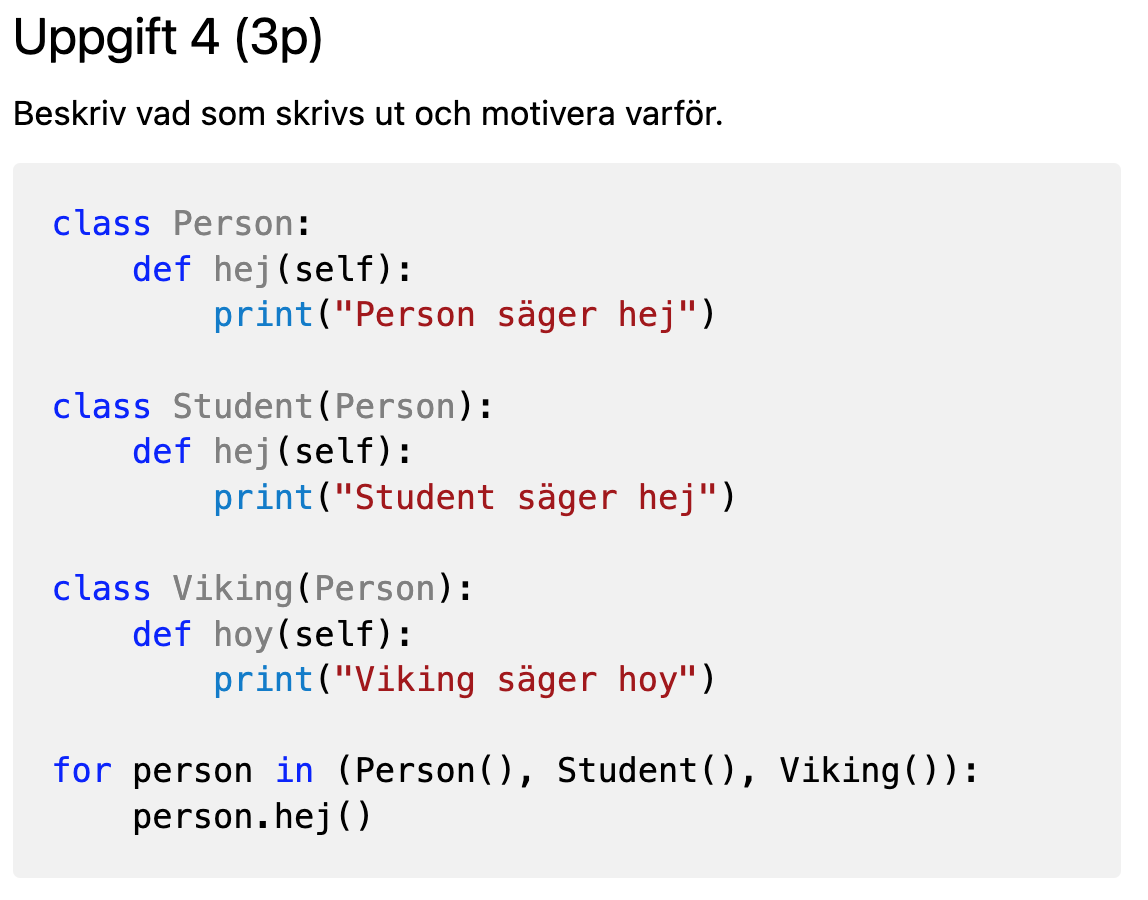 Uppgift 4 (3p)
Beskriv vad som skrivs ut och motivera varför.
class Person:
    def hej(self):
        print("Person säger hej")
class Student(Person):
    def hej(self):
        print("Student säger hej")
class Viking(Person):
    def hoy(self):
        print("Viking säger hoy")
for person in (Person(), Student(), Viking()):
    person.hej()